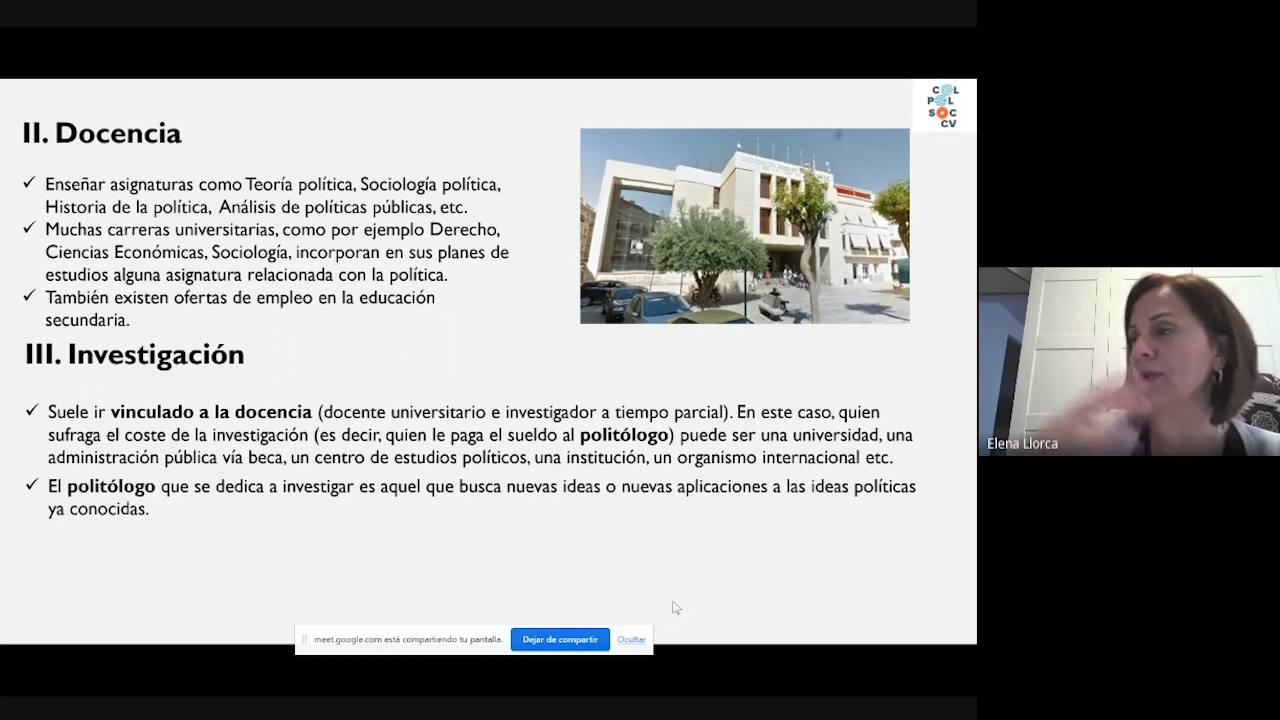 II. Docencia
COL
POL
SOC
CV
✓ Enseñar asignaturas como Teoría política, Sociología política,
Historia de la política, Análisis de políticas públicas, etc.
✓ Muchas carreras universitarias, como por ejemplo Derecho,
Ciencias Económicas, Sociología, incorporan en sus planes de
estudios alguna asignatura relacionada con la política.
✓ También existen ofertas de empleo en la educación
secundaria.
III. Investigación
✓ Suele ir vinculado a la docencia (docente universitario e investigador a tiempo parcial). En este caso, quien
sufraga el coste de la investigación (es decir, quien le paga el sueldo al politólogo) puede ser una universidad, una
administración pública vía beca, un centro de estudios políticos, una institución, un organismo internacional etc.
✓ El politólogo que se dedica a investigar es aquel que busca nuevas ideas o nuevas aplicaciones a las ideas políticas
ya conocidas.
Elena Llorca
meet.google.com está compartiendo tu pantalla. Dejar de compartir Ocultar